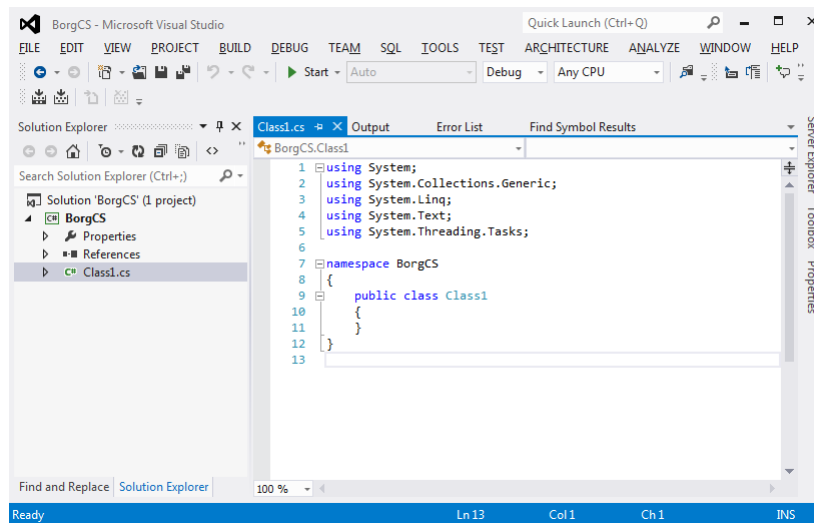 BorgCS - Microsoft Visual Studio
Quick Launch (Ctrl+Q)
FILE EDIT VIEW PROJECT BUILD DEBUG TEAM SQL TOOLS TEST ARCHITECTURE ANALYZE WINDOW HELP
Start Auto Debug Any CPU
Solution Explorer
Search Solution Explorer (Ctrl+;)
Solution 'BorgCS' (1 project)
C# BorgCS
Properties
References
C# Class1.cs
Find and Replace Solution Explorer
Class1.cs Output Error List Find Symbol Results
BorgCS.Class1
1 using System;
2 using System.Collections.Generic;
3 using System.Linq;
4 using System.Text;
5 using System.Threading.Tasks;
6
7 namespace BorgCS
8 {
9 public class Class1
10 {
11 }
12 }
13
100 %
Server Explorer
Toolbox
Properties
Ready Ln 13 Col 1 Ch 1 INS